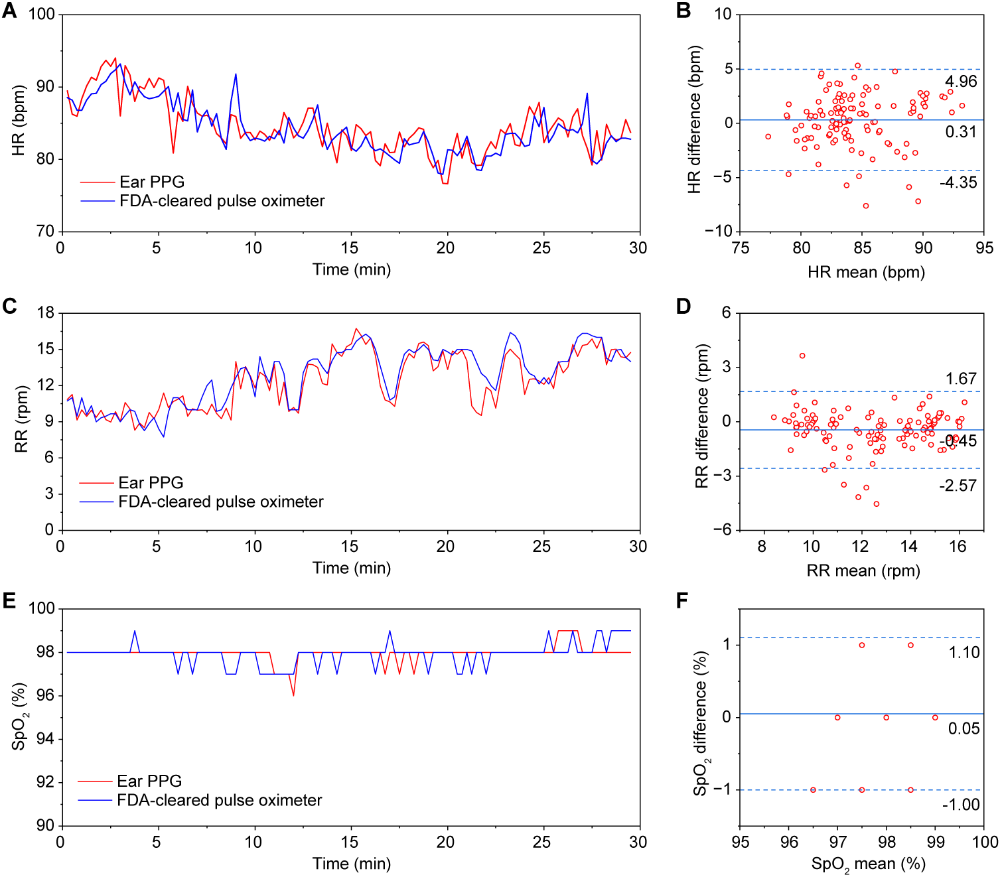 A
100
90
80
70
HR (bpm)
Ear PPG
FDA-cleared pulse oximeter
0 5 10 15 20 25 30
Time (min)
B
10
5
0
−5
−10
HR difference (bpm)
4.96
0.31
-4.35
75 80 85 90 95
HR mean (bpm)
C
18
15
12
9
6
3
0
RR (rpm)
Ear PPG
FDA-cleared pulse oximeter
0 5 10 15 20 25 30
Time (min)
D
6
3
0
−3
−6
RR difference (rpm)
1.67
-0.45
-2.57
8 10 12 14 16
RR mean (rpm)
E
100
98
96
94
92
90
SpO₂ (%)
Ear PPG
FDA-cleared pulse oximeter
0 5 10 15 20 25 30
Time (min)
F
1
0
−1
SpO₂ difference (%)
1.10
0.05
-1.00
95 96 97 98 99 100
SpO₂ mean (%)